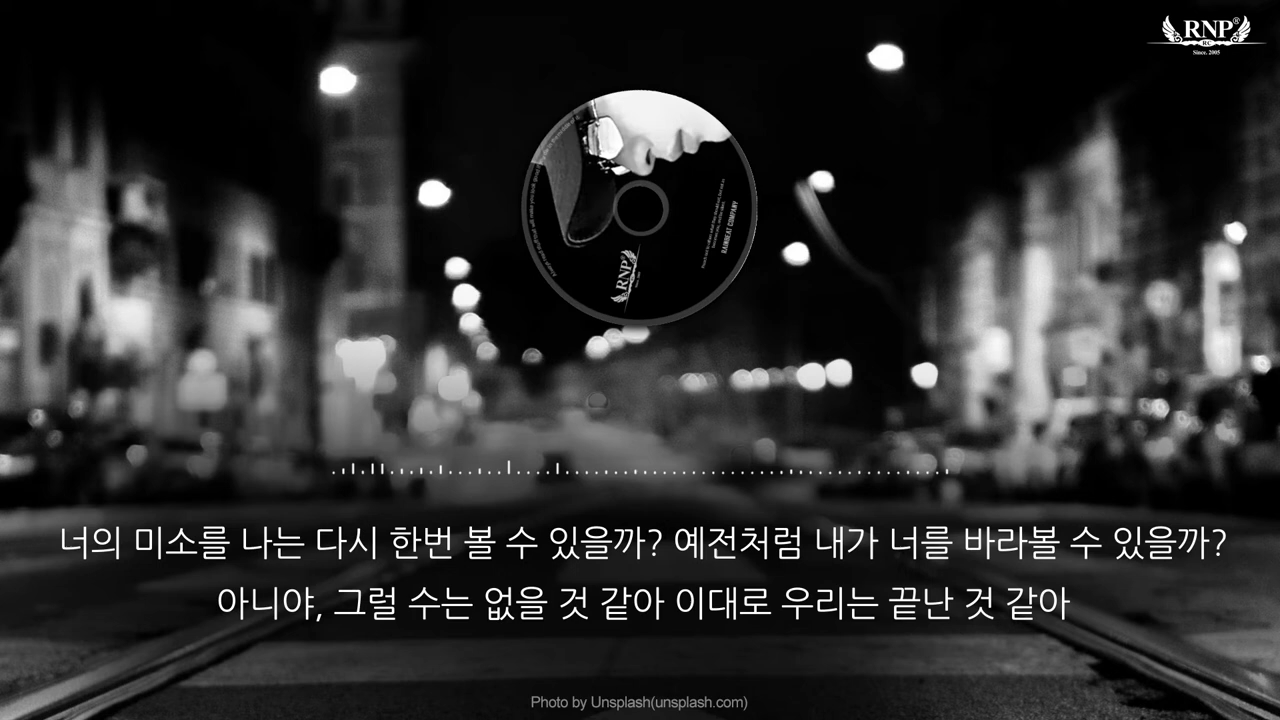 RNP®
RC
Since. 2005
RAINBEAT COMPANY
RNP
너의 미소를 나는 다시 한번 볼 수 있을까? 예전처럼 내가 너를 바라볼 수 있을까?
아니야, 그럴 수는 없을 것 같아 이대로 우리는 끝난 것 같아
Photo by Unsplash(unsplash.com)